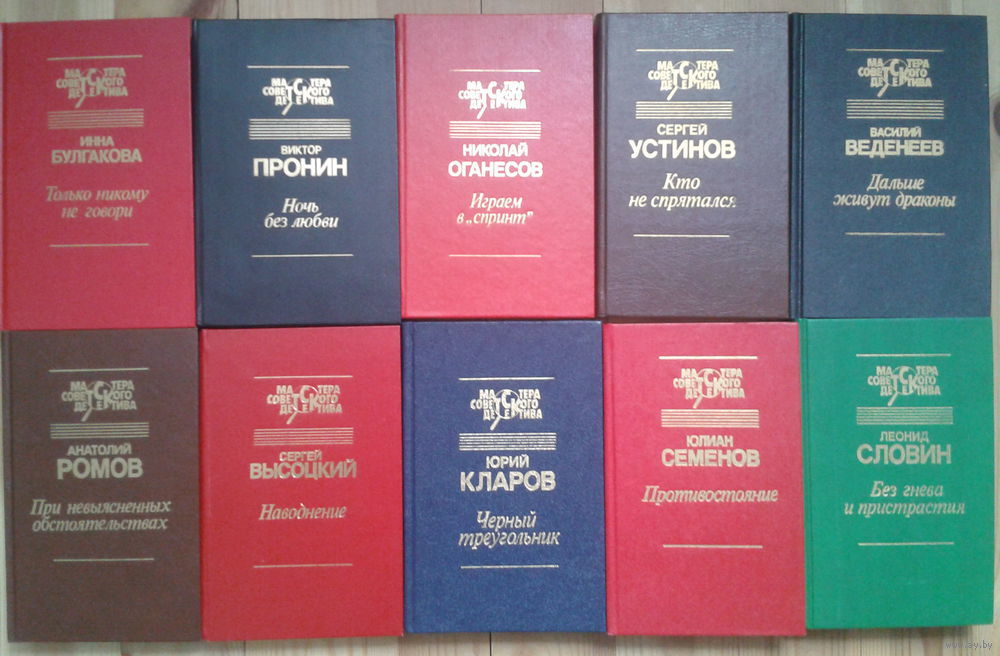 МАСТЕРА
СОВЕТСКОГО
ДЕТЕКТИВА
ИННА
БУЛГАКОВА
Только никому
не говори
МАСТЕРА
СОВЕТСКОГО
ДЕТЕКТИВА
ВИКТОР
ПРОНИН
Ночь
без любви
МАСТЕРА
СОВЕТСКОГО
ДЕТЕКТИВА
НИКОЛАЙ
ОГАНЕСОВ
Играем
в „спринт"
МАСТЕРА
СОВЕТСКОГО
ДЕТЕКТИВА
СЕРГЕЙ
УСТИНОВ
Кто
не спрятался
МАСТЕРА
СОВЕТСКОГО
ДЕТЕКТИВА
ВАСИЛИЙ
ВЕДЕНЕЕВ
Дальше
живут драконы
МАСТЕРА
СОВЕТСКОГО
ДЕТЕКТИВА
АНАТОЛИЙ
РОМОВ
При невыясненных
обстоятельствах
МАСТЕРА
СОВЕТСКОГО
ДЕТЕКТИВА
СЕРГЕЙ
ВЫСОЦКИЙ
Наводнение
МАСТЕРА
СОВЕТСКОГО
ДЕТЕКТИВА
ЮРИЙ
КЛАРОВ
Черный
треугольник
МАСТЕРА
СОВЕТСКОГО
ДЕТЕКТИВА
ЮЛИАН
СЕМЕНОВ
Противостояние
МАСТЕРА
СОВЕТСКОГО
ДЕТЕКТИВА
ЛЕОНИД
СЛОВИН
Без гнева
и пристрастия
www.ay.by